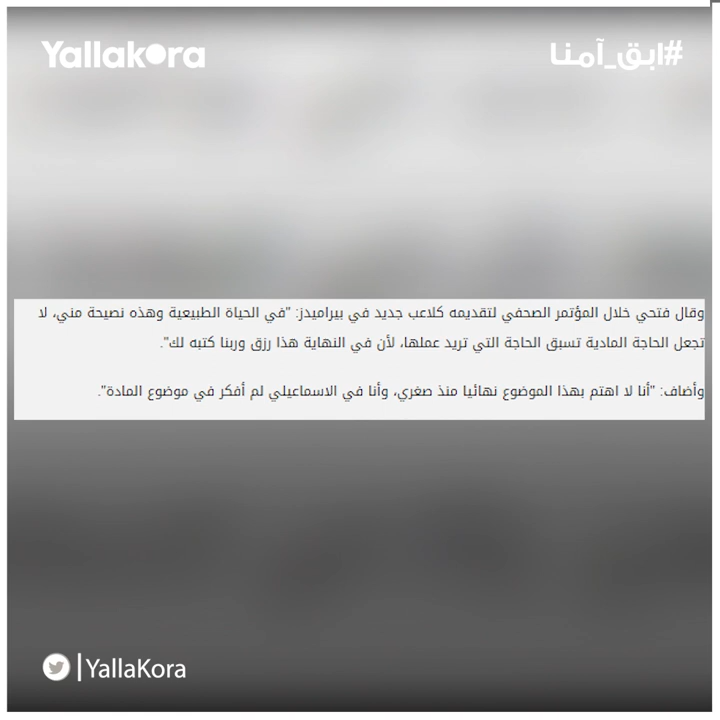 Yallakora
#ابق_آمنا
وقال فتحي خلال المؤتمر الصحفي لتقديمه كلاعب جديد في بيراميدز: "في الحياة الطبيعية وهذه نصيحة مني، لا
تجعل الحاجة المادية تسبق الحاجة التي تريد عملها، لأن في النهاية هذا رزق وربنا كتبه لك".
وأضاف: "أنا لا اهتم بهذا الموضوع نهائيا منذ صغري، وأنا في الاسماعيلي لم أفكر في موضوع المادة".
|YallaKora